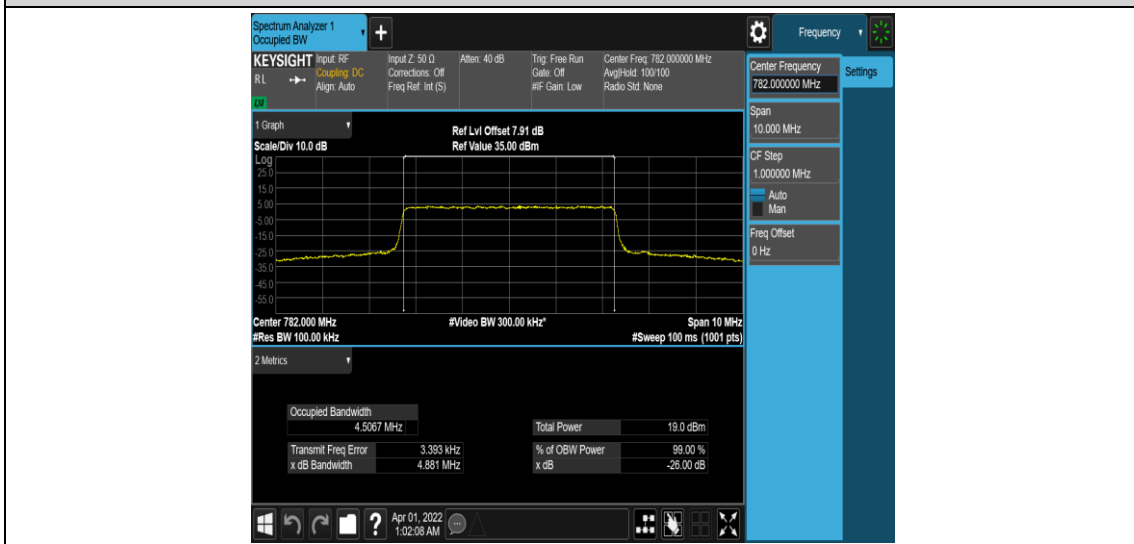 Spectrum Analyzer 1
Occupied BW
+
Frequency
KEYSIGHT
RL
LXI
Input: RF
Coupling: DC
Align: Auto
Input Z: 50 Ω
Corrections: Off
Freq Ref: Int (S)
Atten: 40 dB
Trig: Free Run
Gate: Off
#IF Gain: Low
Center Freq: 782.000000 MHz
Avg|Hold: 100/100
Radio Std: None
Center Frequency
782.000000 MHz
Settings
Span
10.000 MHz
CF Step
1.000000 MHz
Auto
Man
Freq Offset
0 Hz
1 Graph
Scale/Div 10.0 dB
Ref Lvl Offset 7.91 dB
Ref Value 35.00 dBm
Log
25.0
15.0
5.00
-5.00
-15.0
-25.0
-35.0
-45.0
-55.0
Center 782.000 MHz
#Video BW 300.00 kHz*
Span 10 MHz
#Res BW 100.00 kHz
#Sweep 100 ms (1001 pts)
2 Metrics
Occupied Bandwidth
4.5067 MHz
Total Power 19.0 dBm
Transmit Freq Error 3.393 kHz
% of OBW Power 99.00 %
x dB Bandwidth 4.881 MHz
x dB -26.00 dB
?
Apr 01, 2022
1:02:08 AM